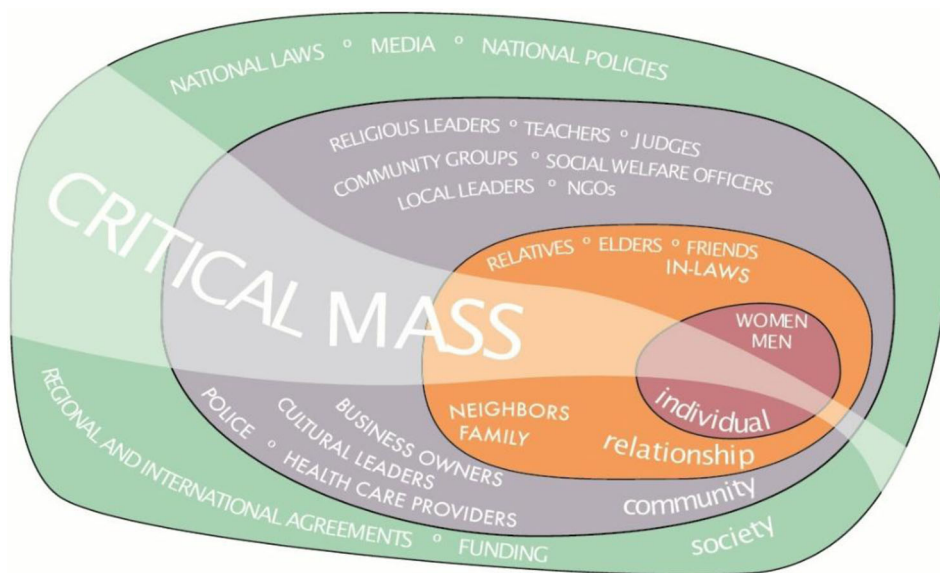 NATIONAL LAWS ° MEDIA ° NATIONAL POLICIES
RELIGIOUS LEADERS ° TEACHERS ° JUDGES
COMMUNITY GROUPS ° SOCIAL WELFARE OFFICERS
LOCAL LEADERS ° NGOs
RELATIVES ° ELDERS ° FRIENDS
IN-LAWS
WOMEN
MEN
CRITICAL MASS
individual
NEIGHBORS
FAMILY
relationship
BUSINESS OWNERS
CULTURAL LEADERS
POLICE ° HEALTH CARE PROVIDERS
community
REGIONAL AND INTERNATIONAL AGREEMENTS ° FUNDING
society